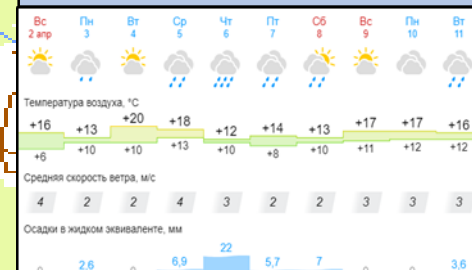 Вс Пн Вт Ср Чт Пт Сб Вс Пн Вт
2 апр 3 4 5 6 7 8 9 10 11
Температура воздуха, °C
+16 +13 +20 +18 +12 +14 +13 +17 +17 +16
+6 +10 +10 +13 +10 +8 +10 +11 +12 +12
Средняя скорость ветра, м/с
4 2 2 4 3 2 2 3 3 3
Осадки в жидком эквиваленте, мм
2,6 6,9 22 5,7 7 3,6